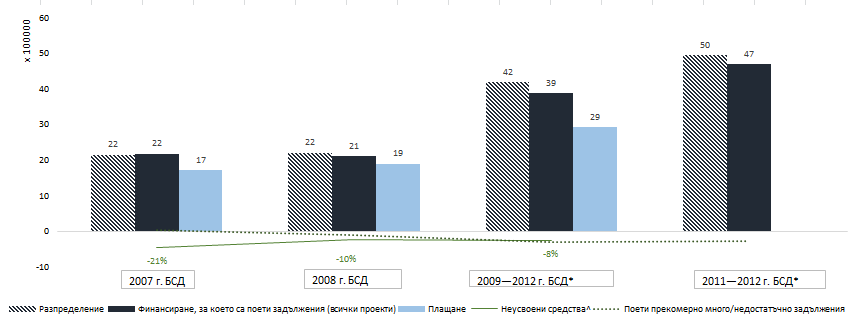 60
50
40
30
20
10
0
-10
x 100000
22 22 17
22 21 19
42 39 29
50 47
-21% -10% -8%
2007 г. БСД
2008 г. БСД
2009—2012 г. БСД*
2011—2012 г. БСД*
Разпределение Финансиране, за което са поети задължения (всички проекти) Плащане Неусвоени средства^ Поети прекомерно много/недостатъчно задължения